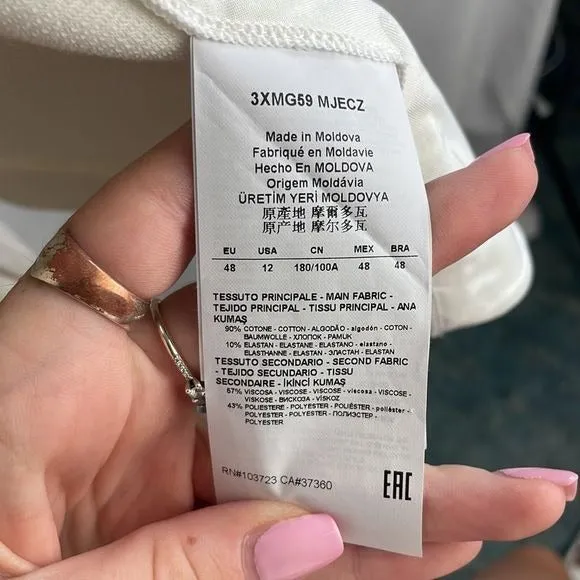 3XMG59 MJECZ
Made in Moldova
Fabriqué en Moldavie
Hecho En MOLDOVA
Origem Moldávia
ÜRETİM YERİ MOLDOVYA
原產地 摩爾多瓦
原产地 摩尔多瓦
EU USA CN MEX BRA
48 12 180/100A 48 48
TESSUTO PRINCIPALE - MAIN FABRIC -
TEJIDO PRINCIPAL - TISSU PRINCIPAL - ANA
KUMAŞ
90% COTONE - COTTON - ALGODÃO - algodón - COTON -
BAUMWOLLE - ХЛОПОК - PAMUK
10% ELASTAN - ELASTANE - ELASTANO - elastano -
ELASTHANNE - ELASTHAN - ЭЛАСТАН - ELASTAN
TESSUTO SECONDARIO - SECOND FABRIC
- TEJIDO SECUNDARIO - TISSU
SECONDAIRE - İKİNCİ KUMAŞ
57% VISCOSA - VISCOSE - VISCOSE - viscosa - VISCOSE -
VISKOSE - ВИСКОЗА - VİSKOZ
43% POLIESTERE - POLYESTER - POLIÉSTER - poliéster -
POLYESTER - POLYESTER - ПОЛИЭСТЕР -
POLYESTER
RN#103723 CA#37360
EAC